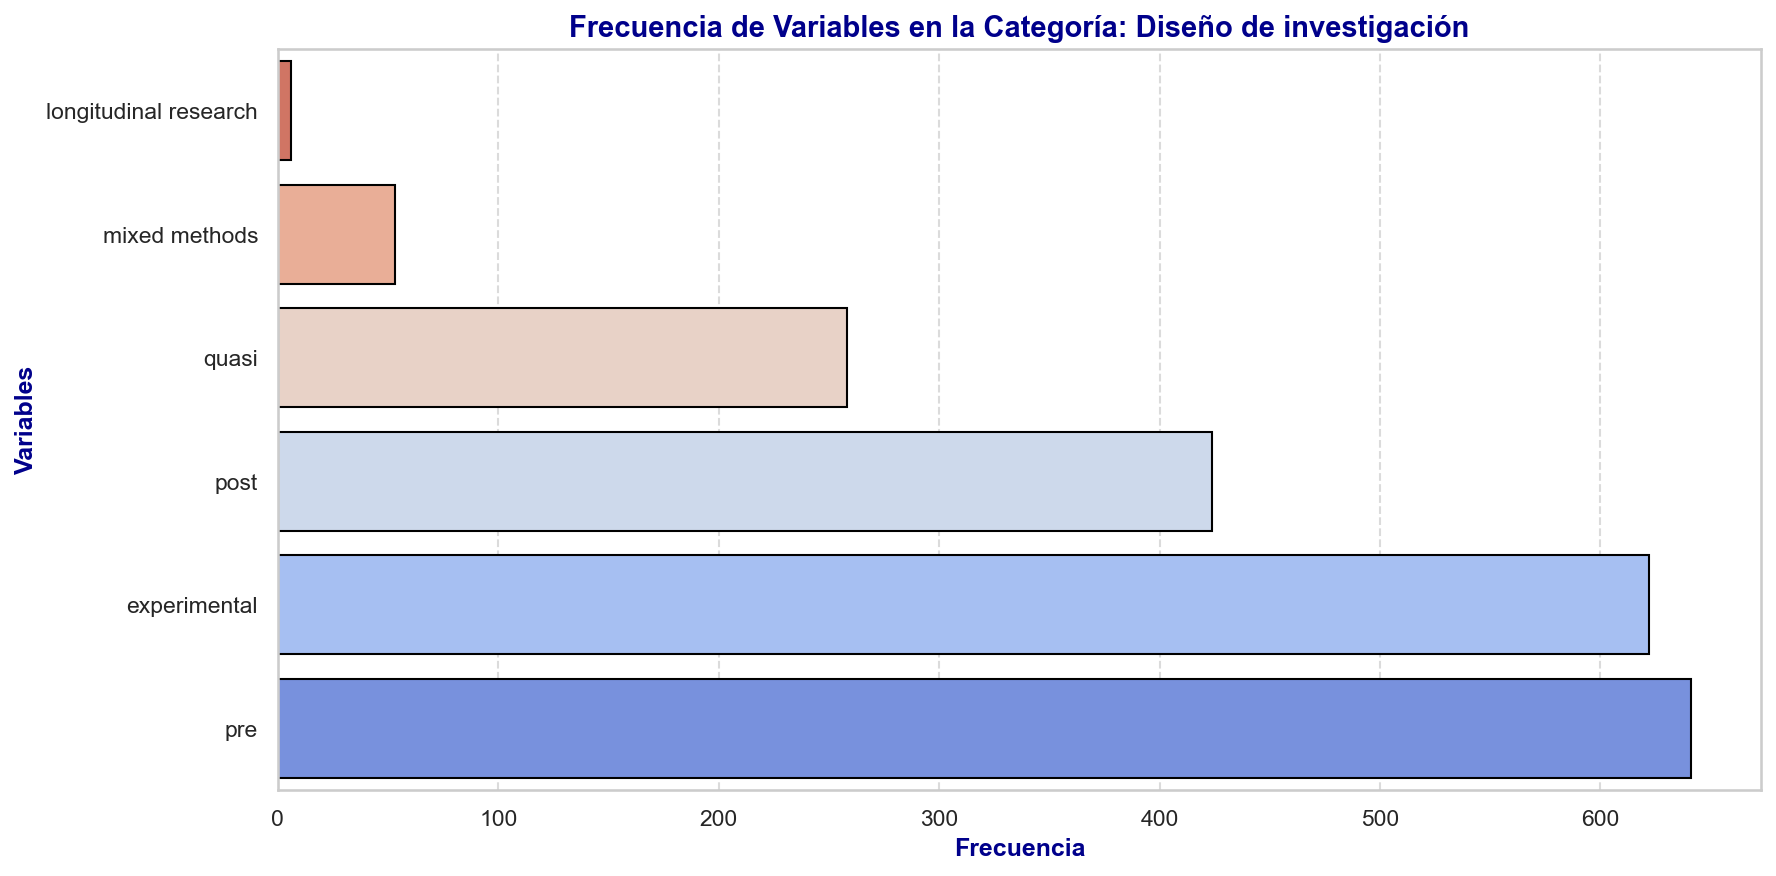 Frecuencia de Variables en la Categoría: Diseño de investigación
Variables
longitudinal research
mixed methods
quasi
post
experimental
pre
0 100 200 300 400 500 600
Frecuencia